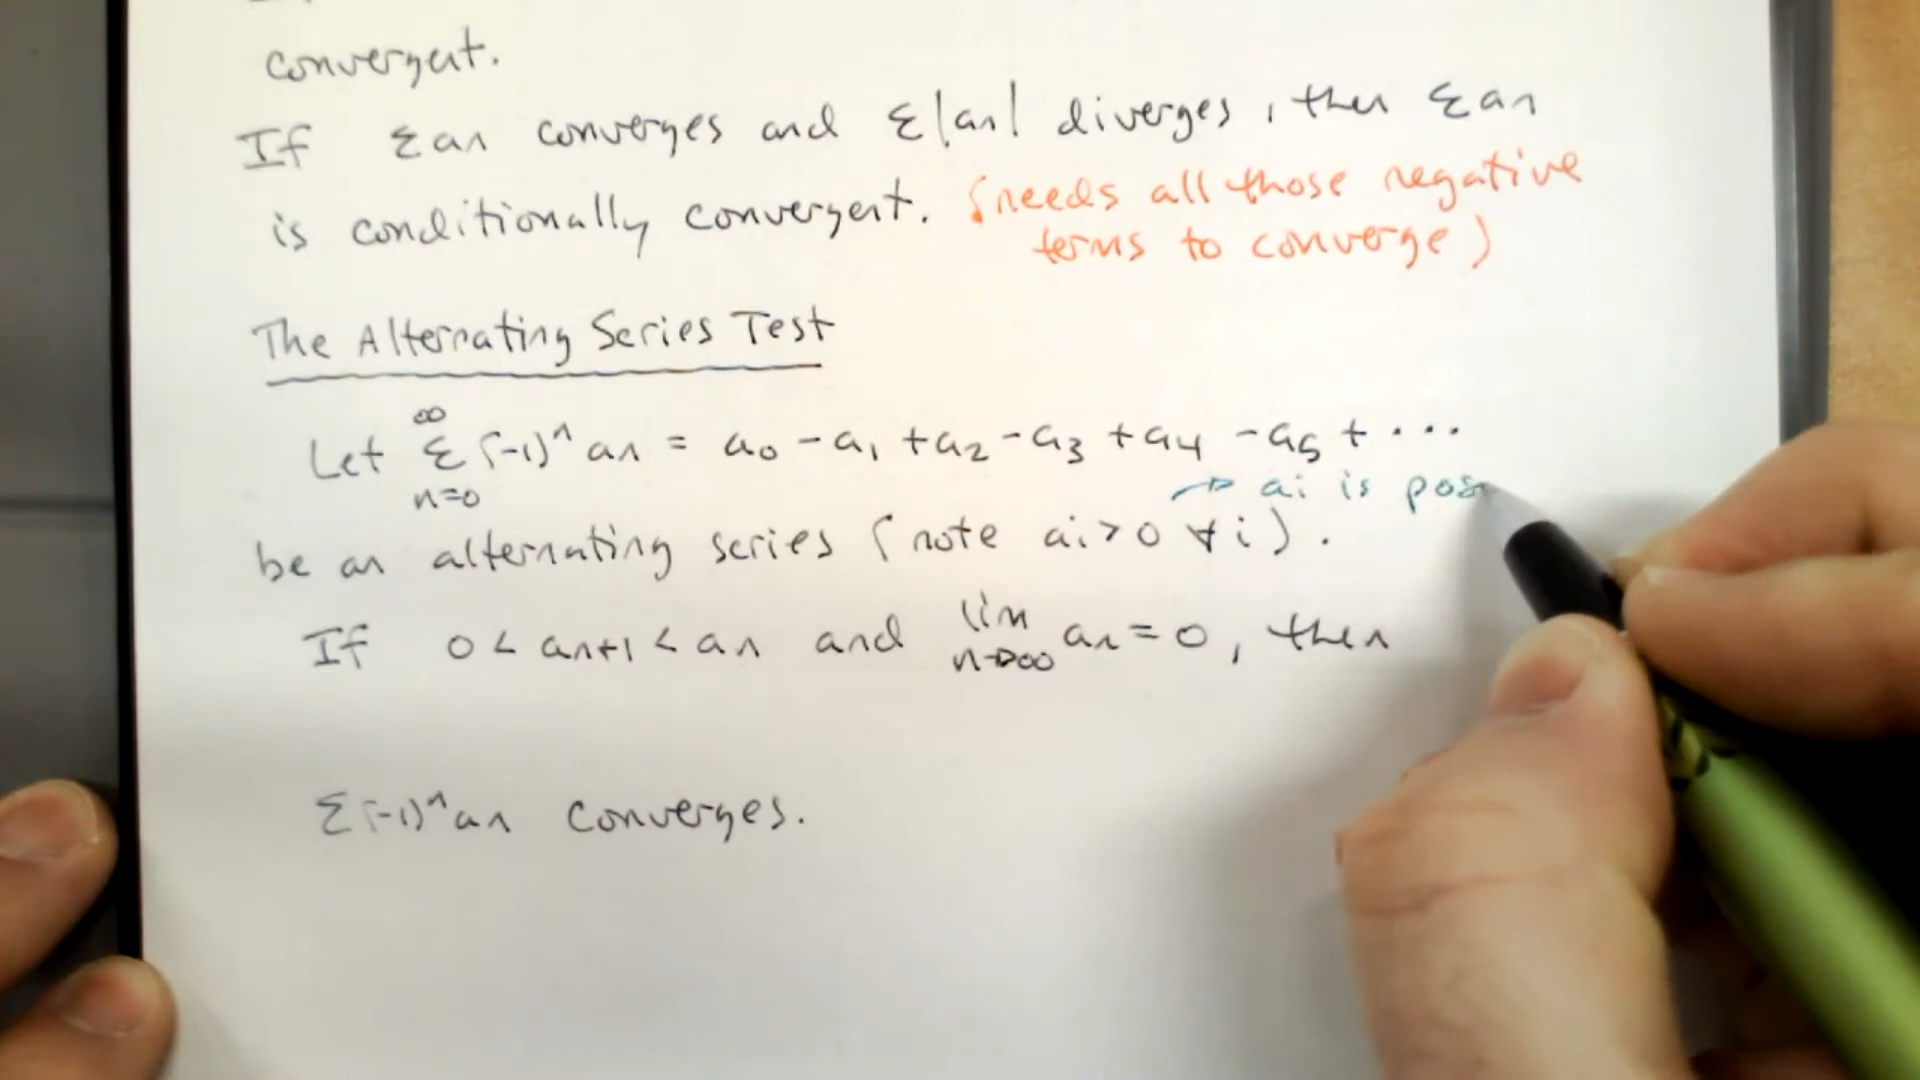 convergent.
If Σan converges and Σ|an| diverges, then Σan
is conditionally convergent. (needs all those negative
terms to converge)
The Alternating Series Test
Let ∞Σn=0 (-1)^n an = a0 - a1 + a2 - a3 + a4 - a5 + ...
→ ai is pos
be an alternating series (note ai > 0 ∀i).
If 0 < an+1 < an and lim n→∞ an = 0, then
Σ(-1)^n an converges.